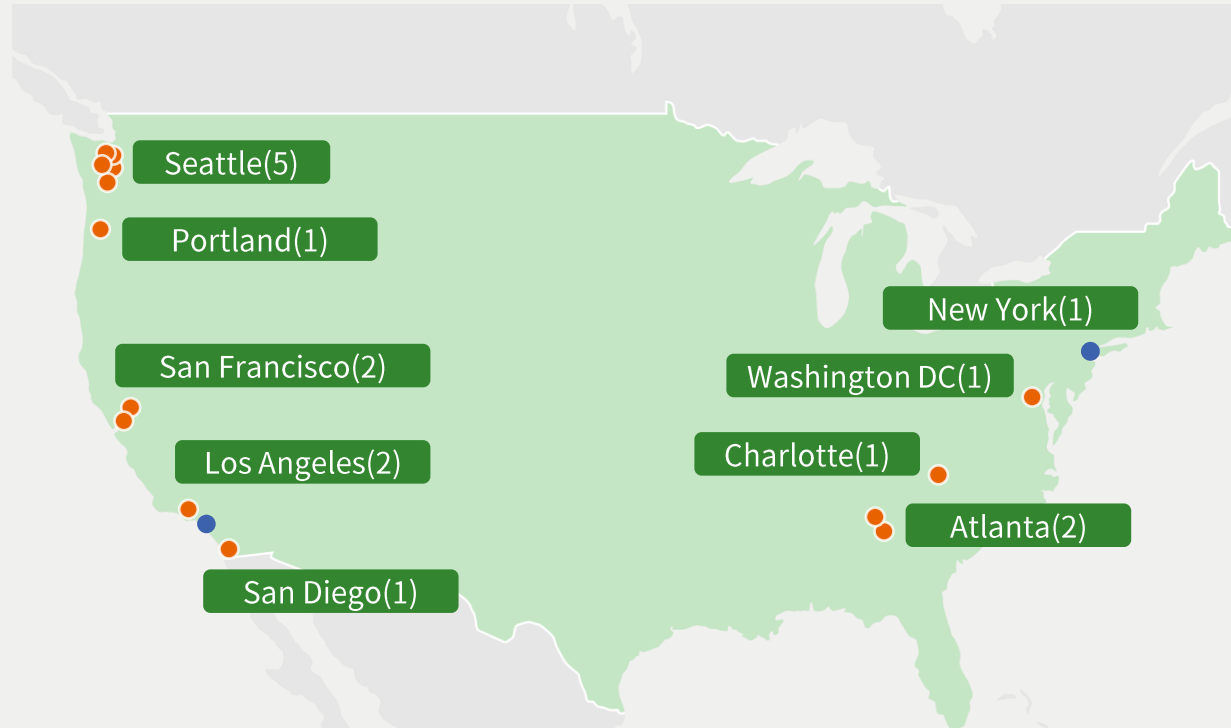 Seattle(5)
Portland(1)
New York(1)
San Francisco(2)
Washington DC(1)
Charlotte(1)
Los Angeles(2)
Atlanta(2)
San Diego(1)